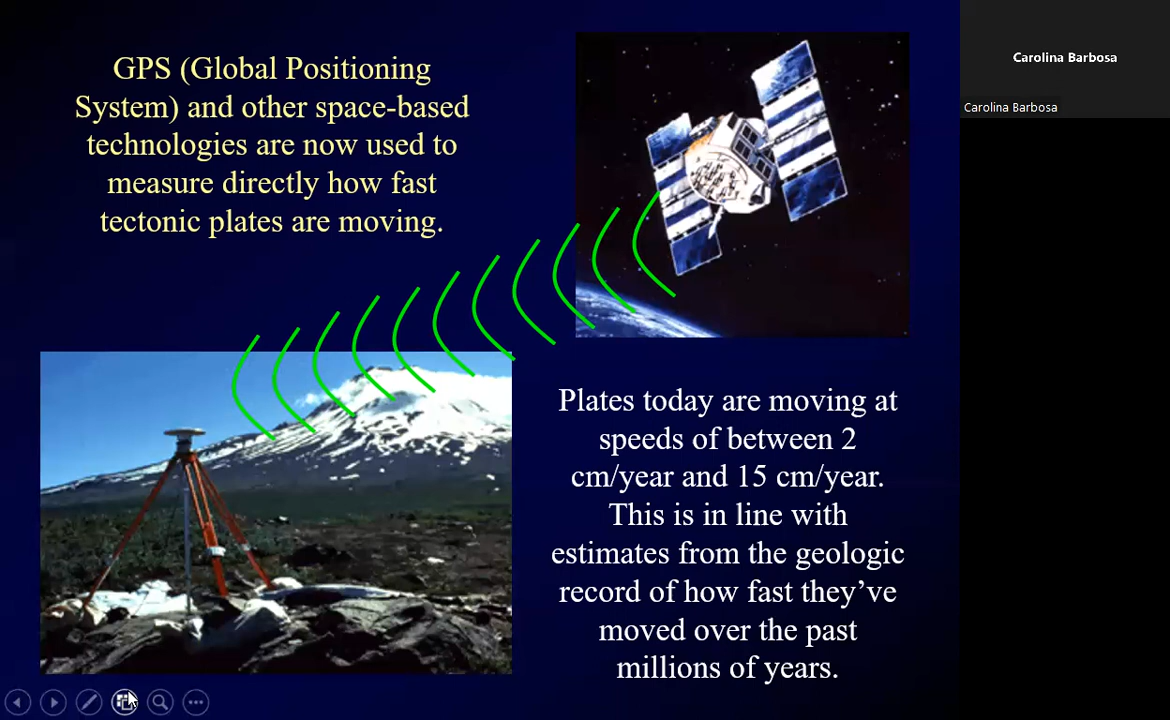 GPS (Global Positioning
System) and other space-based
technologies are now used to
measure directly how fast
tectonic plates are moving.
Plates today are moving at
speeds of between 2
cm/year and 15 cm/year.
This is in line with
estimates from the geologic
record of how fast they’ve
moved over the past
millions of years.
Carolina Barbosa
Carolina Barbosa